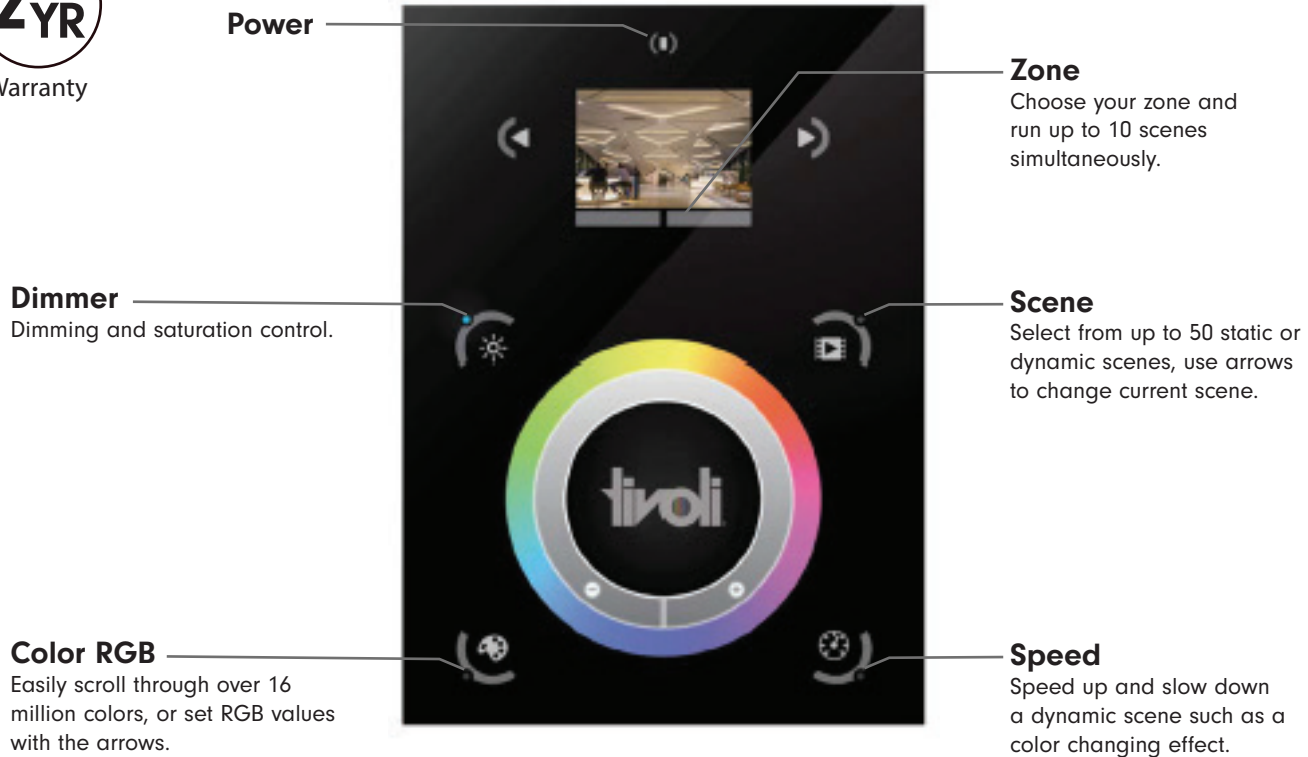 2 YR
Warranty
Power
Zone
Choose your zone and
run up to 10 scenes
simultaneously.
Dimmer
Dimming and saturation control.
Scene
Select from up to 50 static or
dynamic scenes, use arrows
to change current scene.
tivoli
Color RGB
Easily scroll through over 16
million colors, or set RGB values
with the arrows.
Speed
Speed up and slow down
a dynamic scene such as a
color changing effect.